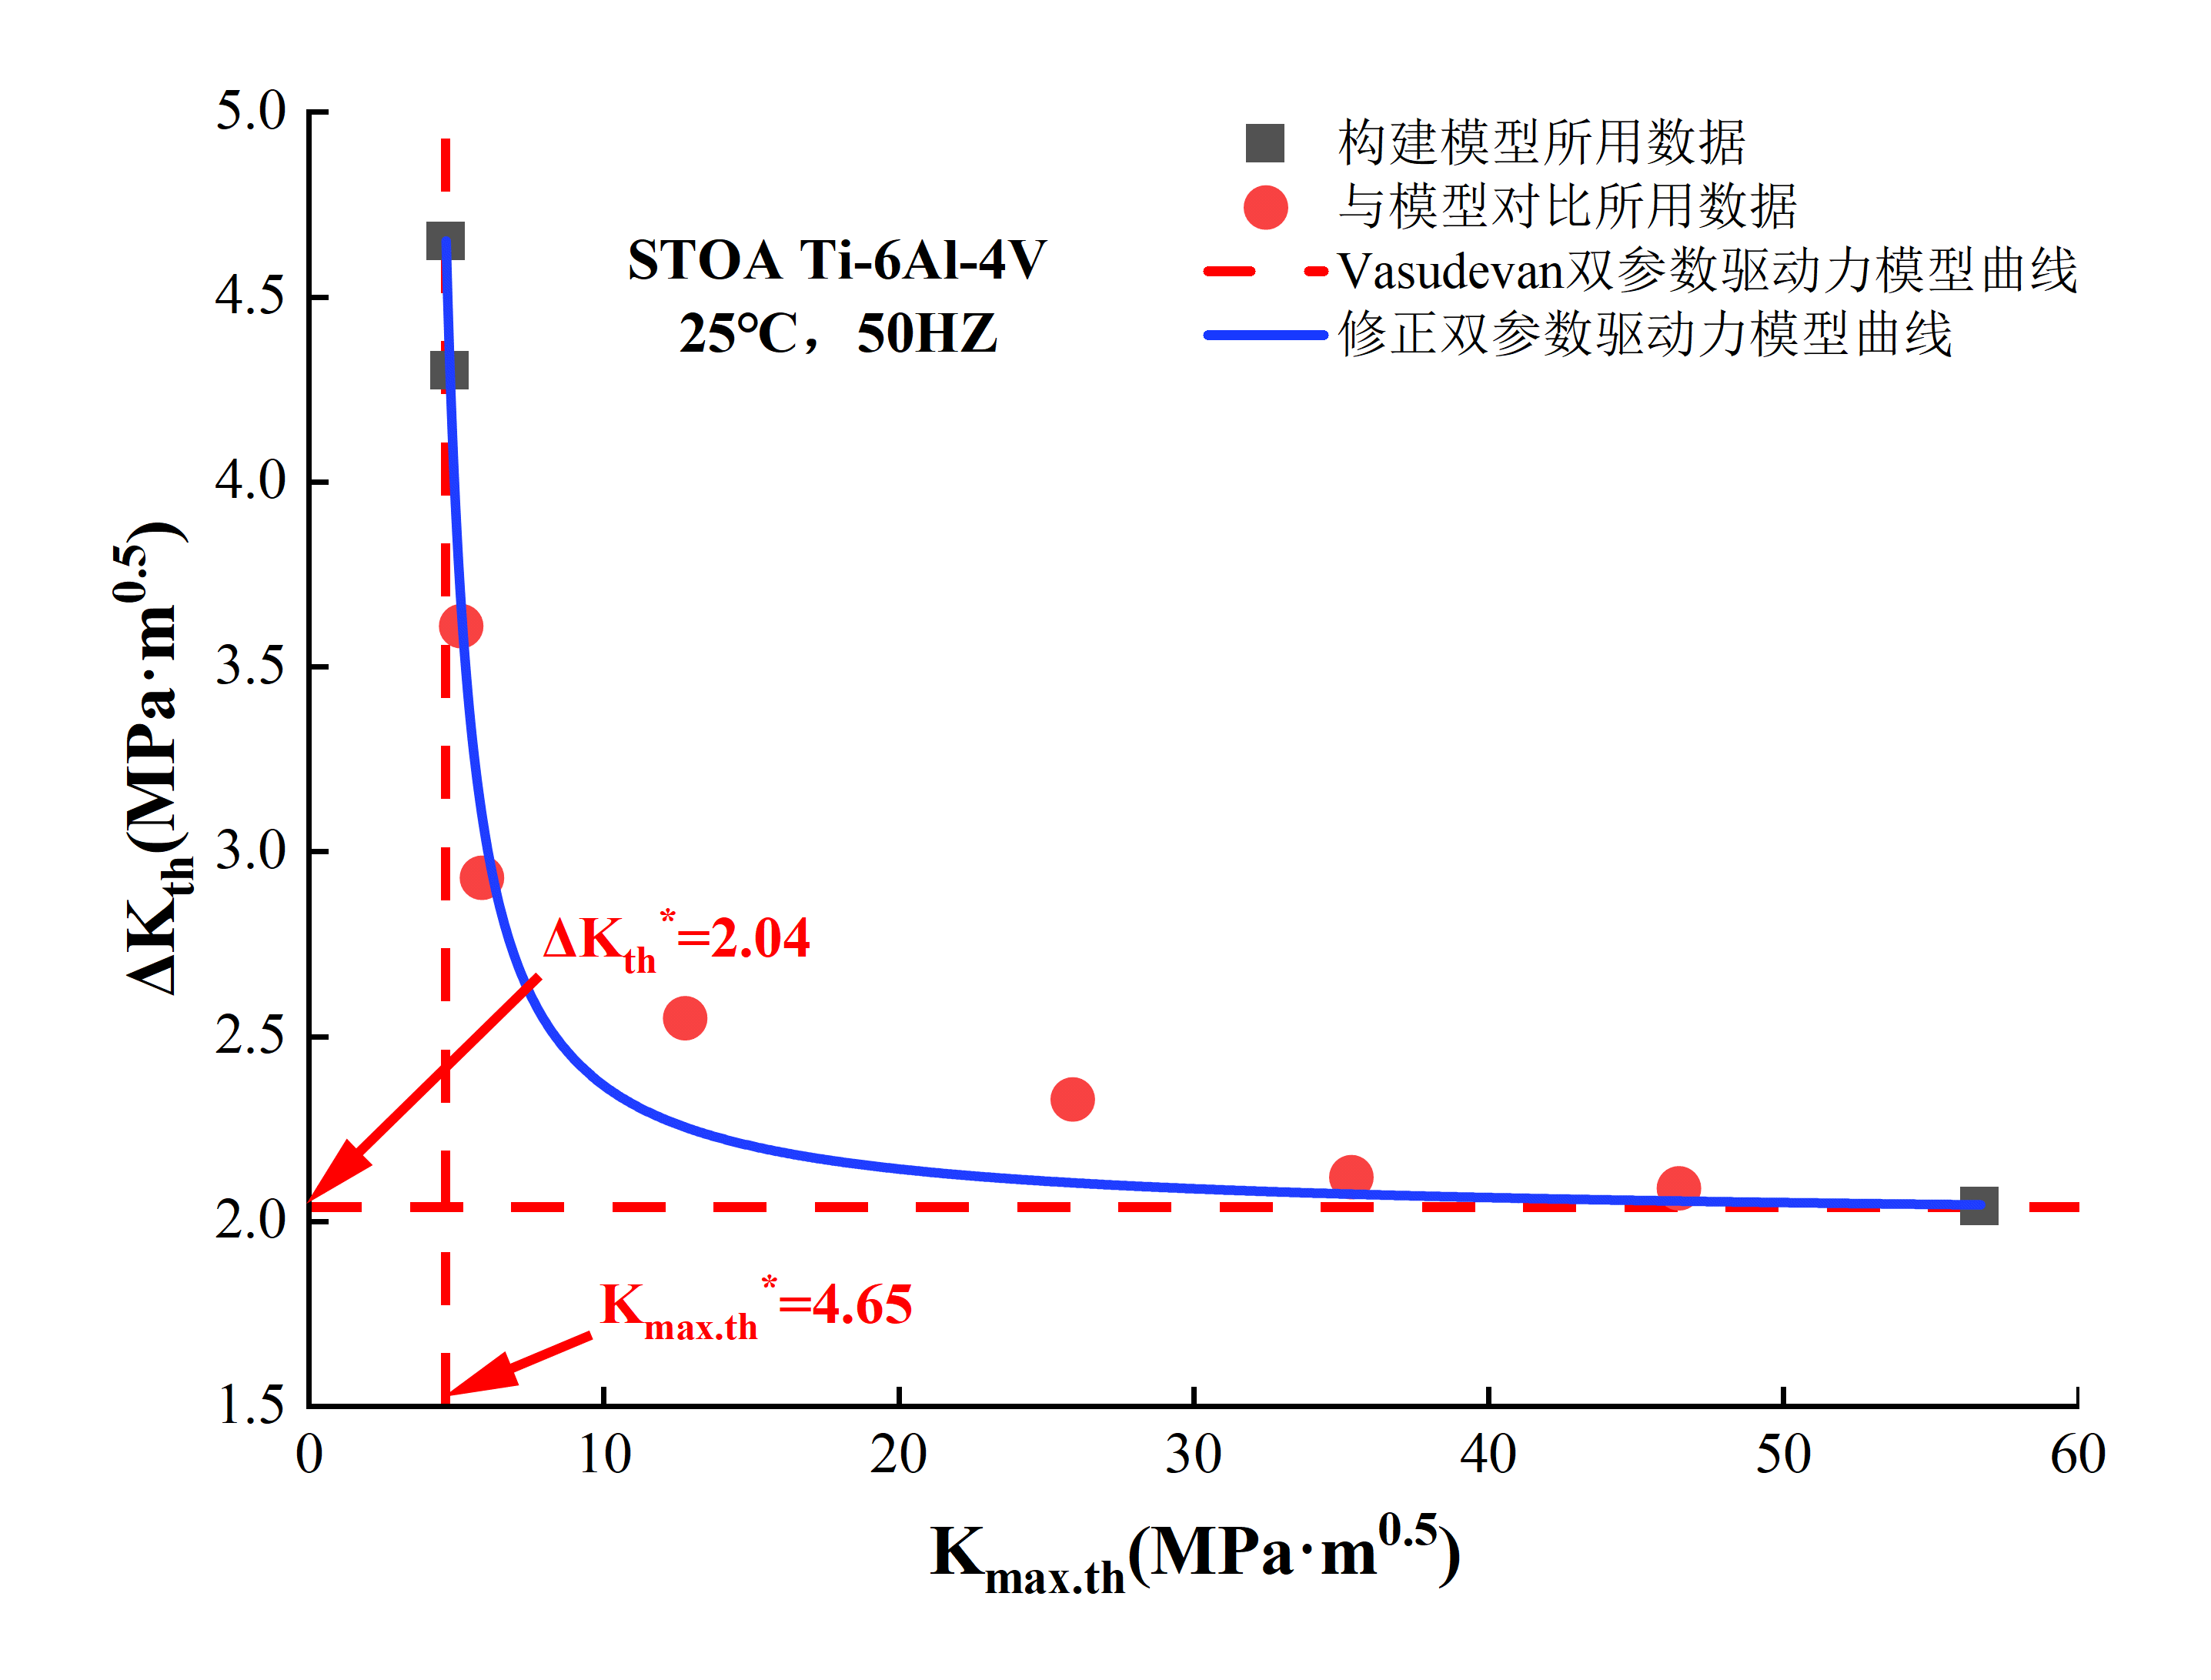 5.0
4.5
4.0
3.5
3.0
2.5
2.0
1.5
0
10
20
30
40
50
60
ΔKth(MPa·m0.5)
Kmax.th(MPa·m0.5)
STOA Ti-6Al-4V
25℃，50HZ
构建模型所用数据
与模型对比所用数据
Vasudevan双参数驱动力模型曲线
修正双参数驱动力模型曲线
ΔKth*=2.04
Kmax.th*=4.65